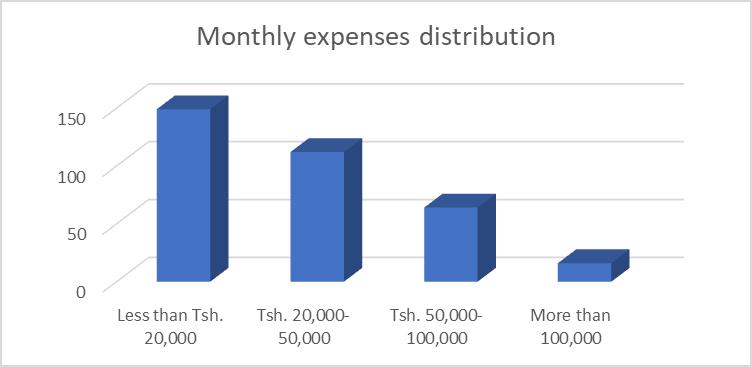 Monthly expenses distribution
150
100
50
0
Less than Tsh.
20,000
Tsh. 20,000-
50,000
Tsh. 50,000-
100,000
More than
100,000